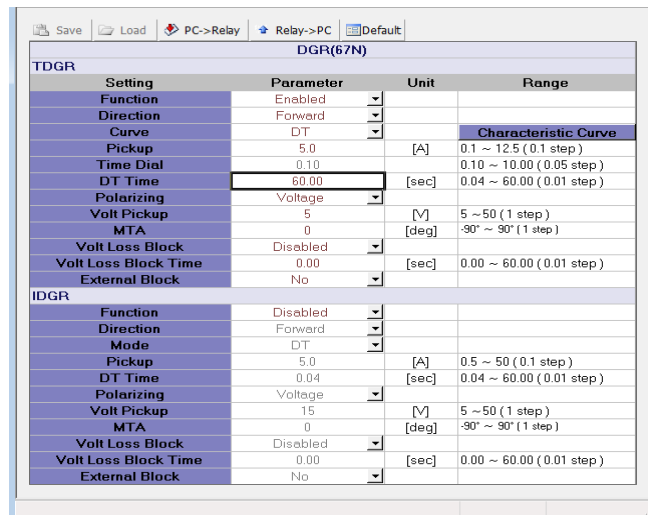 Save Load PC->Relay Relay->PC Default
DGR(67N)
TDGR
Setting Parameter Unit Range
Function Enabled
Direction Forward
Curve DT Characteristic Curve
Pickup 5.0 [A] 0.1 ~ 12.5 ( 0.1 step )
Time Dial 0.10 0.10 ~ 10.00 ( 0.05 step )
DT Time 60.00 [sec] 0.04 ~ 60.00 ( 0.01 step )
Polarizing Voltage
Volt Pickup 5 [V] 5 ~50 ( 1 step )
MTA 0 [deg] -90° ~ 90° ( 1 step )
Volt Loss Block Disabled
Volt Loss Block Time 0.00 [sec] 0.00 ~ 60.00 ( 0.01 step )
External Block No
IDGR
Function Disabled
Direction Forward
Mode DT
Pickup 5.0 [A] 0.5 ~ 50 ( 0.1 step )
DT Time 0.04 [sec] 0.04 ~ 60.00 ( 0.01 step )
Polarizing Voltage
Volt Pickup 15 [V] 5 ~50 ( 1 step )
MTA 0 [deg] -90° ~ 90° ( 1 step )
Volt Loss Block Disabled
Volt Loss Block Time 0.00 [sec] 0.00 ~ 60.00 ( 0.01 step )
External Block No